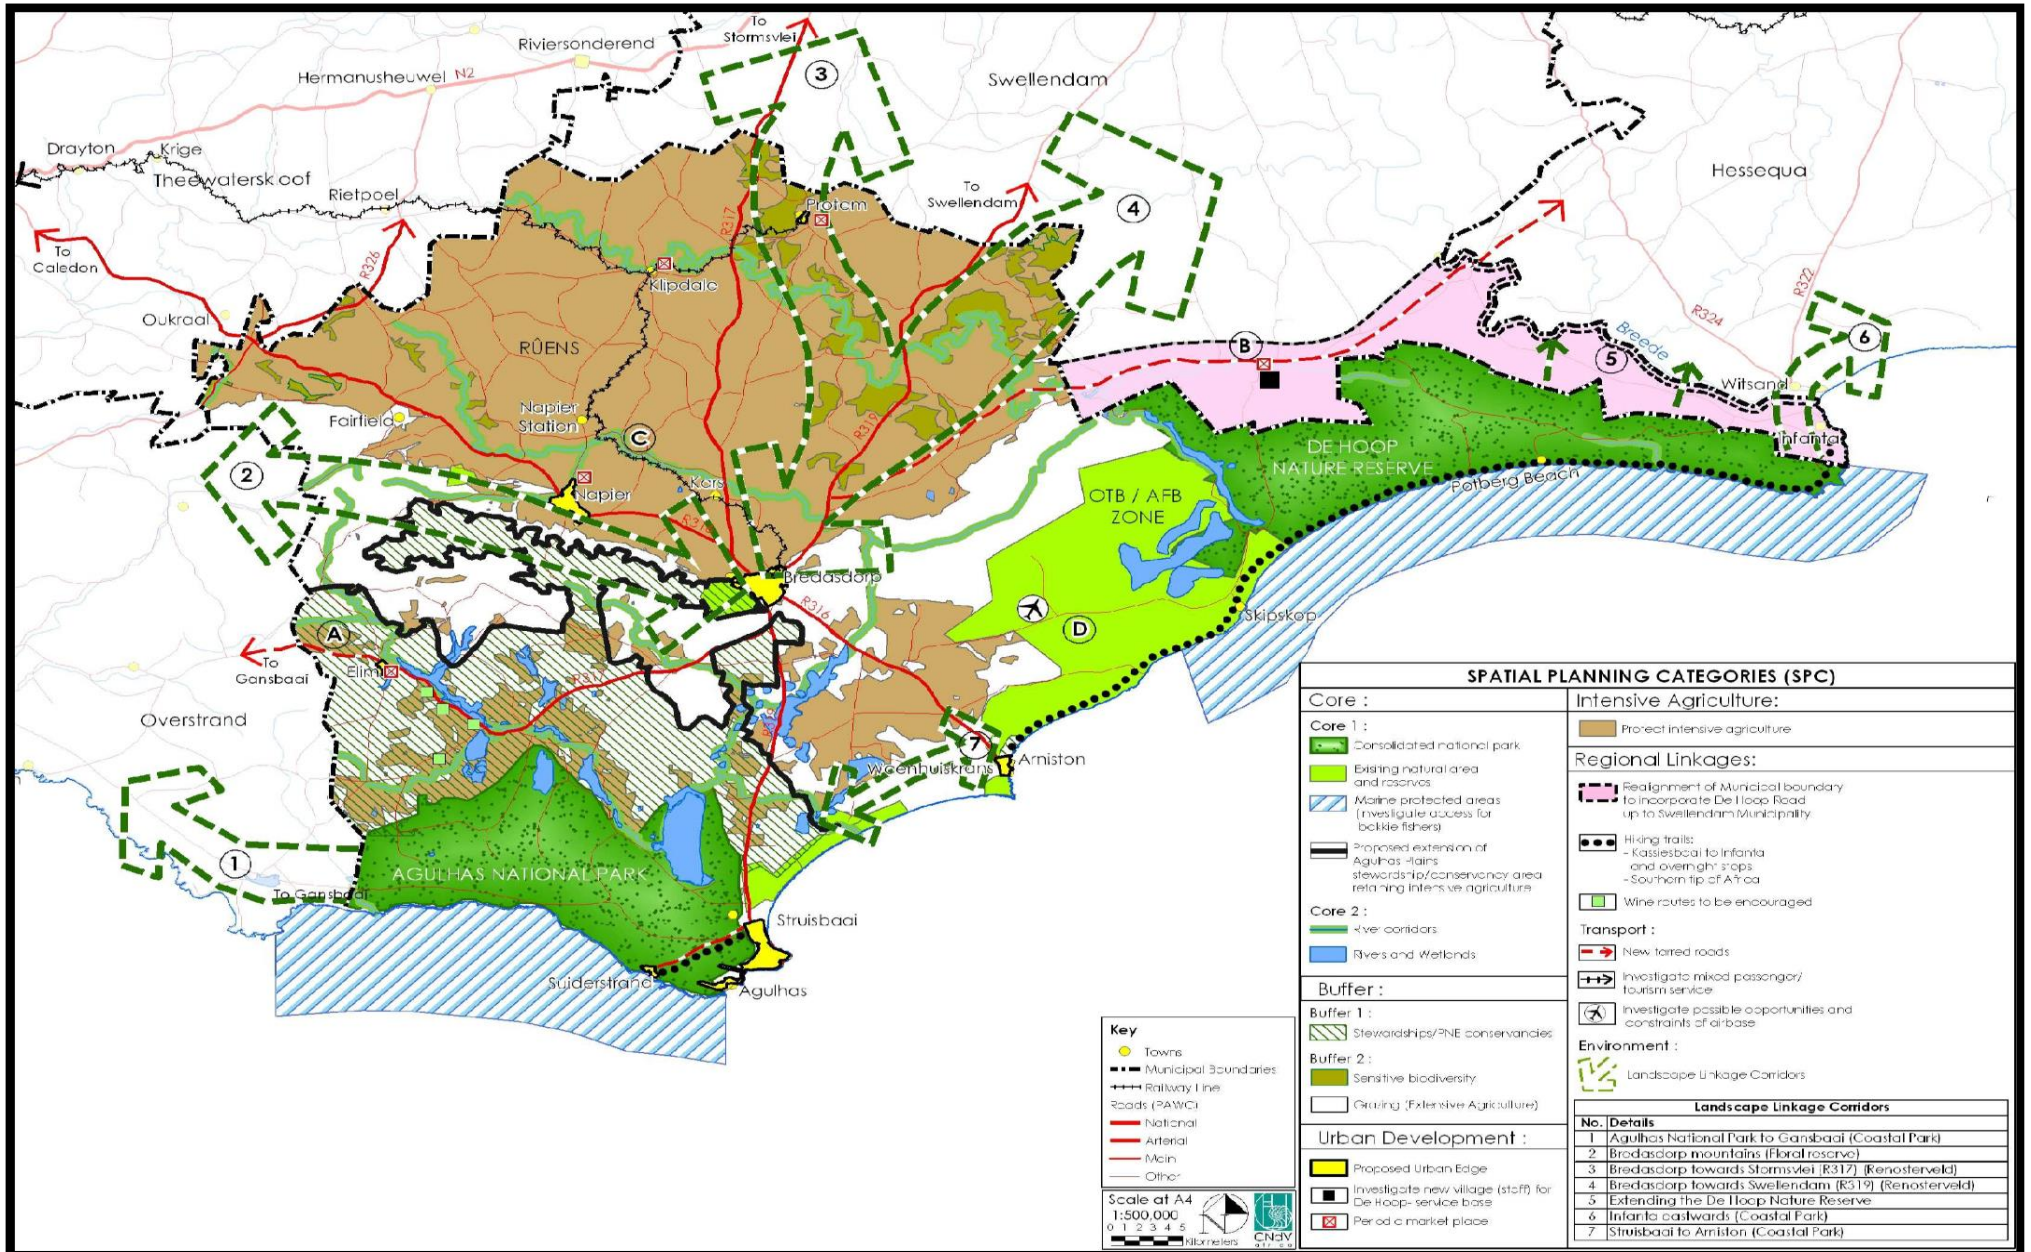 To
Stormsvlei
Riviersonderend
Hermanusheuwel N2
3
Swellendam
Drayton
Krige
Theewaterskloof
Rietpoel
To
Swellendam
4
Hessequa
Protem
R317
To
Caledon
R326
Klipdale
Oukraal
RÛENS
B
R324
R322
Breede
5
6
Witsand
Infanta
Fairfield
Napier
Station
C
R319
2
Napier
Kars
DE HOOP
NATURE RESERVE
Potberg Beach
OTB / AFB
ZONE
Bredasdorp
R316
Skipskop
D
A
To
Gansbaai
Elim
Overstrand
7
Waenhuiskrans
Arniston
1
AGULHAS NATIONAL PARK
To Gansbaai
Struisbaai
Suiderstrand
Agulhas
SPATIAL PLANNING CATEGORIES (SPC)
Core :
Core 1 :
Consolidated national park
Existing natural area
and reserves
Marine protected areas
(investigate access for
bakkie fishers)
Proposed extension of
Agulhas Plains
stewardship/conservancy area
retaining intensive agriculture
Core 2 :
River corridors
Rivers and Wetlands
Buffer :
Buffer 1 :
Stewardships/PNE conservancies
Buffer 2 :
Sensitive biodiversity
Grazing (Extensive Agriculture)
Urban Development :
Proposed Urban Edge
Investigate new village (staff) for
De Hoop- service base
Periodic market place
Intensive Agriculture:
Protect intensive agriculture
Regional Linkages:
Realignment of Municipal boundary
to incorporate De Hoop Road
up to Swellendam Municipality
Hiking trails:
- Kassiesbaai to Infanta
and overnight stops
- Southern tip of Africa
Wine routes to be encouraged
Transport :
New tarred roads
Investigate mixed passenger/
tourism service
Investigate possible opportunities and
constraints of airbase
Environment :
Landscape Linkage Corridors
Landscape Linkage Corridors
No. Details
1 Agulhas National Park to Gansbaai (Coastal Park)
2 Bredasdorp mountains (Floral reserve)
3 Bredasdorp towards Stormsvlei (R317) (Renosterveld)
4 Bredasdorp towards Swellendam (R319) (Renosterveld)
5 Extending the De Hoop Nature Reserve
6 Infanta eastwards (Coastal Park)
7 Struisbaai to Arniston (Coastal Park)
Key
Towns
Municipal Boundaries
Railway Line
Roads (PAWC)
National
Arterial
Main
Other
Scale at A4
1:500,000
0 1 2 3 4 5
Kilometers
CNdV
africa